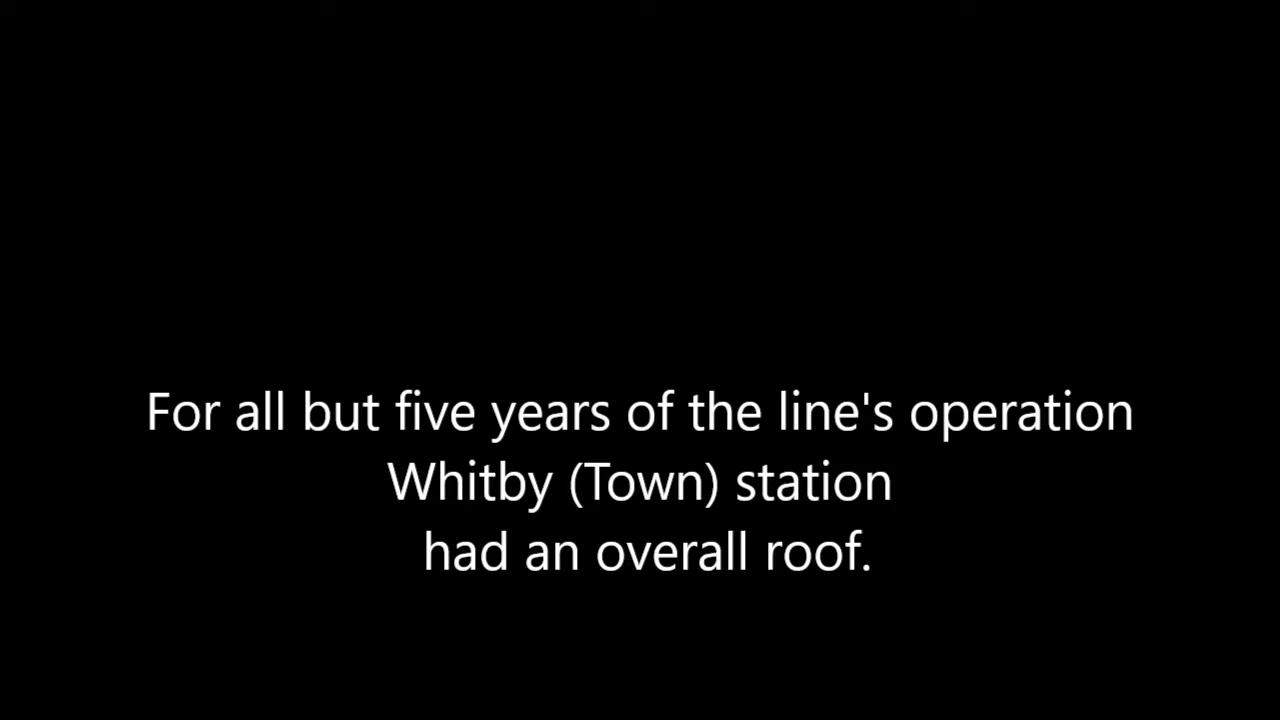 For all but five years of the line's operation
Whitby (Town) station
had an overall roof.